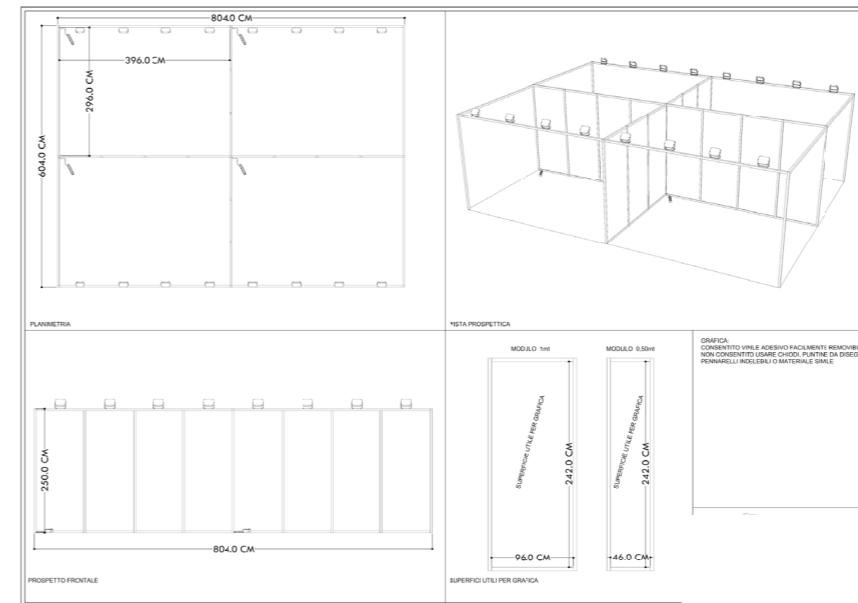 804.0 CM
396.0 CM
296.0 CM
604.0 CM
PLANIMETRIA
VISTA PROSPETTICA
250.0 CM
804.0 CM
PROSPETTO FRONTALE
MODULO 1mt
MODULO 0,50mt
SUPERFICIE UTILE PER GRAFICA
242.0 CM
96.0 CM
SUPERFICIE UTILE PER GRAFICA
242.0 CM
46.0 CM
SUPERFICI UTILI PER GRAFICA
GRAFICA:
CONSENTITO VINILE ADESIVO FACILMENTE REMOVIBI
NON CONSENTITO USARE CHIODI, PUNTINE DA DISEG
PENNARELLI INDELEBILI O MATERIALE SIMILE